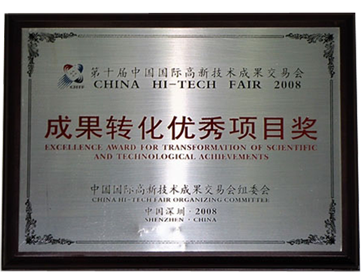 第十届中国国际高新技术成果交易会
CHINA HI-TECH FAIR 2008
成果转化优秀项目奖
EXCELLENCE AWARD FOR TRANSFORMATION OF SCIENTIFIC
AND TECHNOLOGICAL ACHIEVEMENTS
中国国际高新技术成果交易会组委会
CHINA HI-TECH FAIR ORGANIZING COMMITTEE
中国深圳·2008
SHENZHEN·CHINA